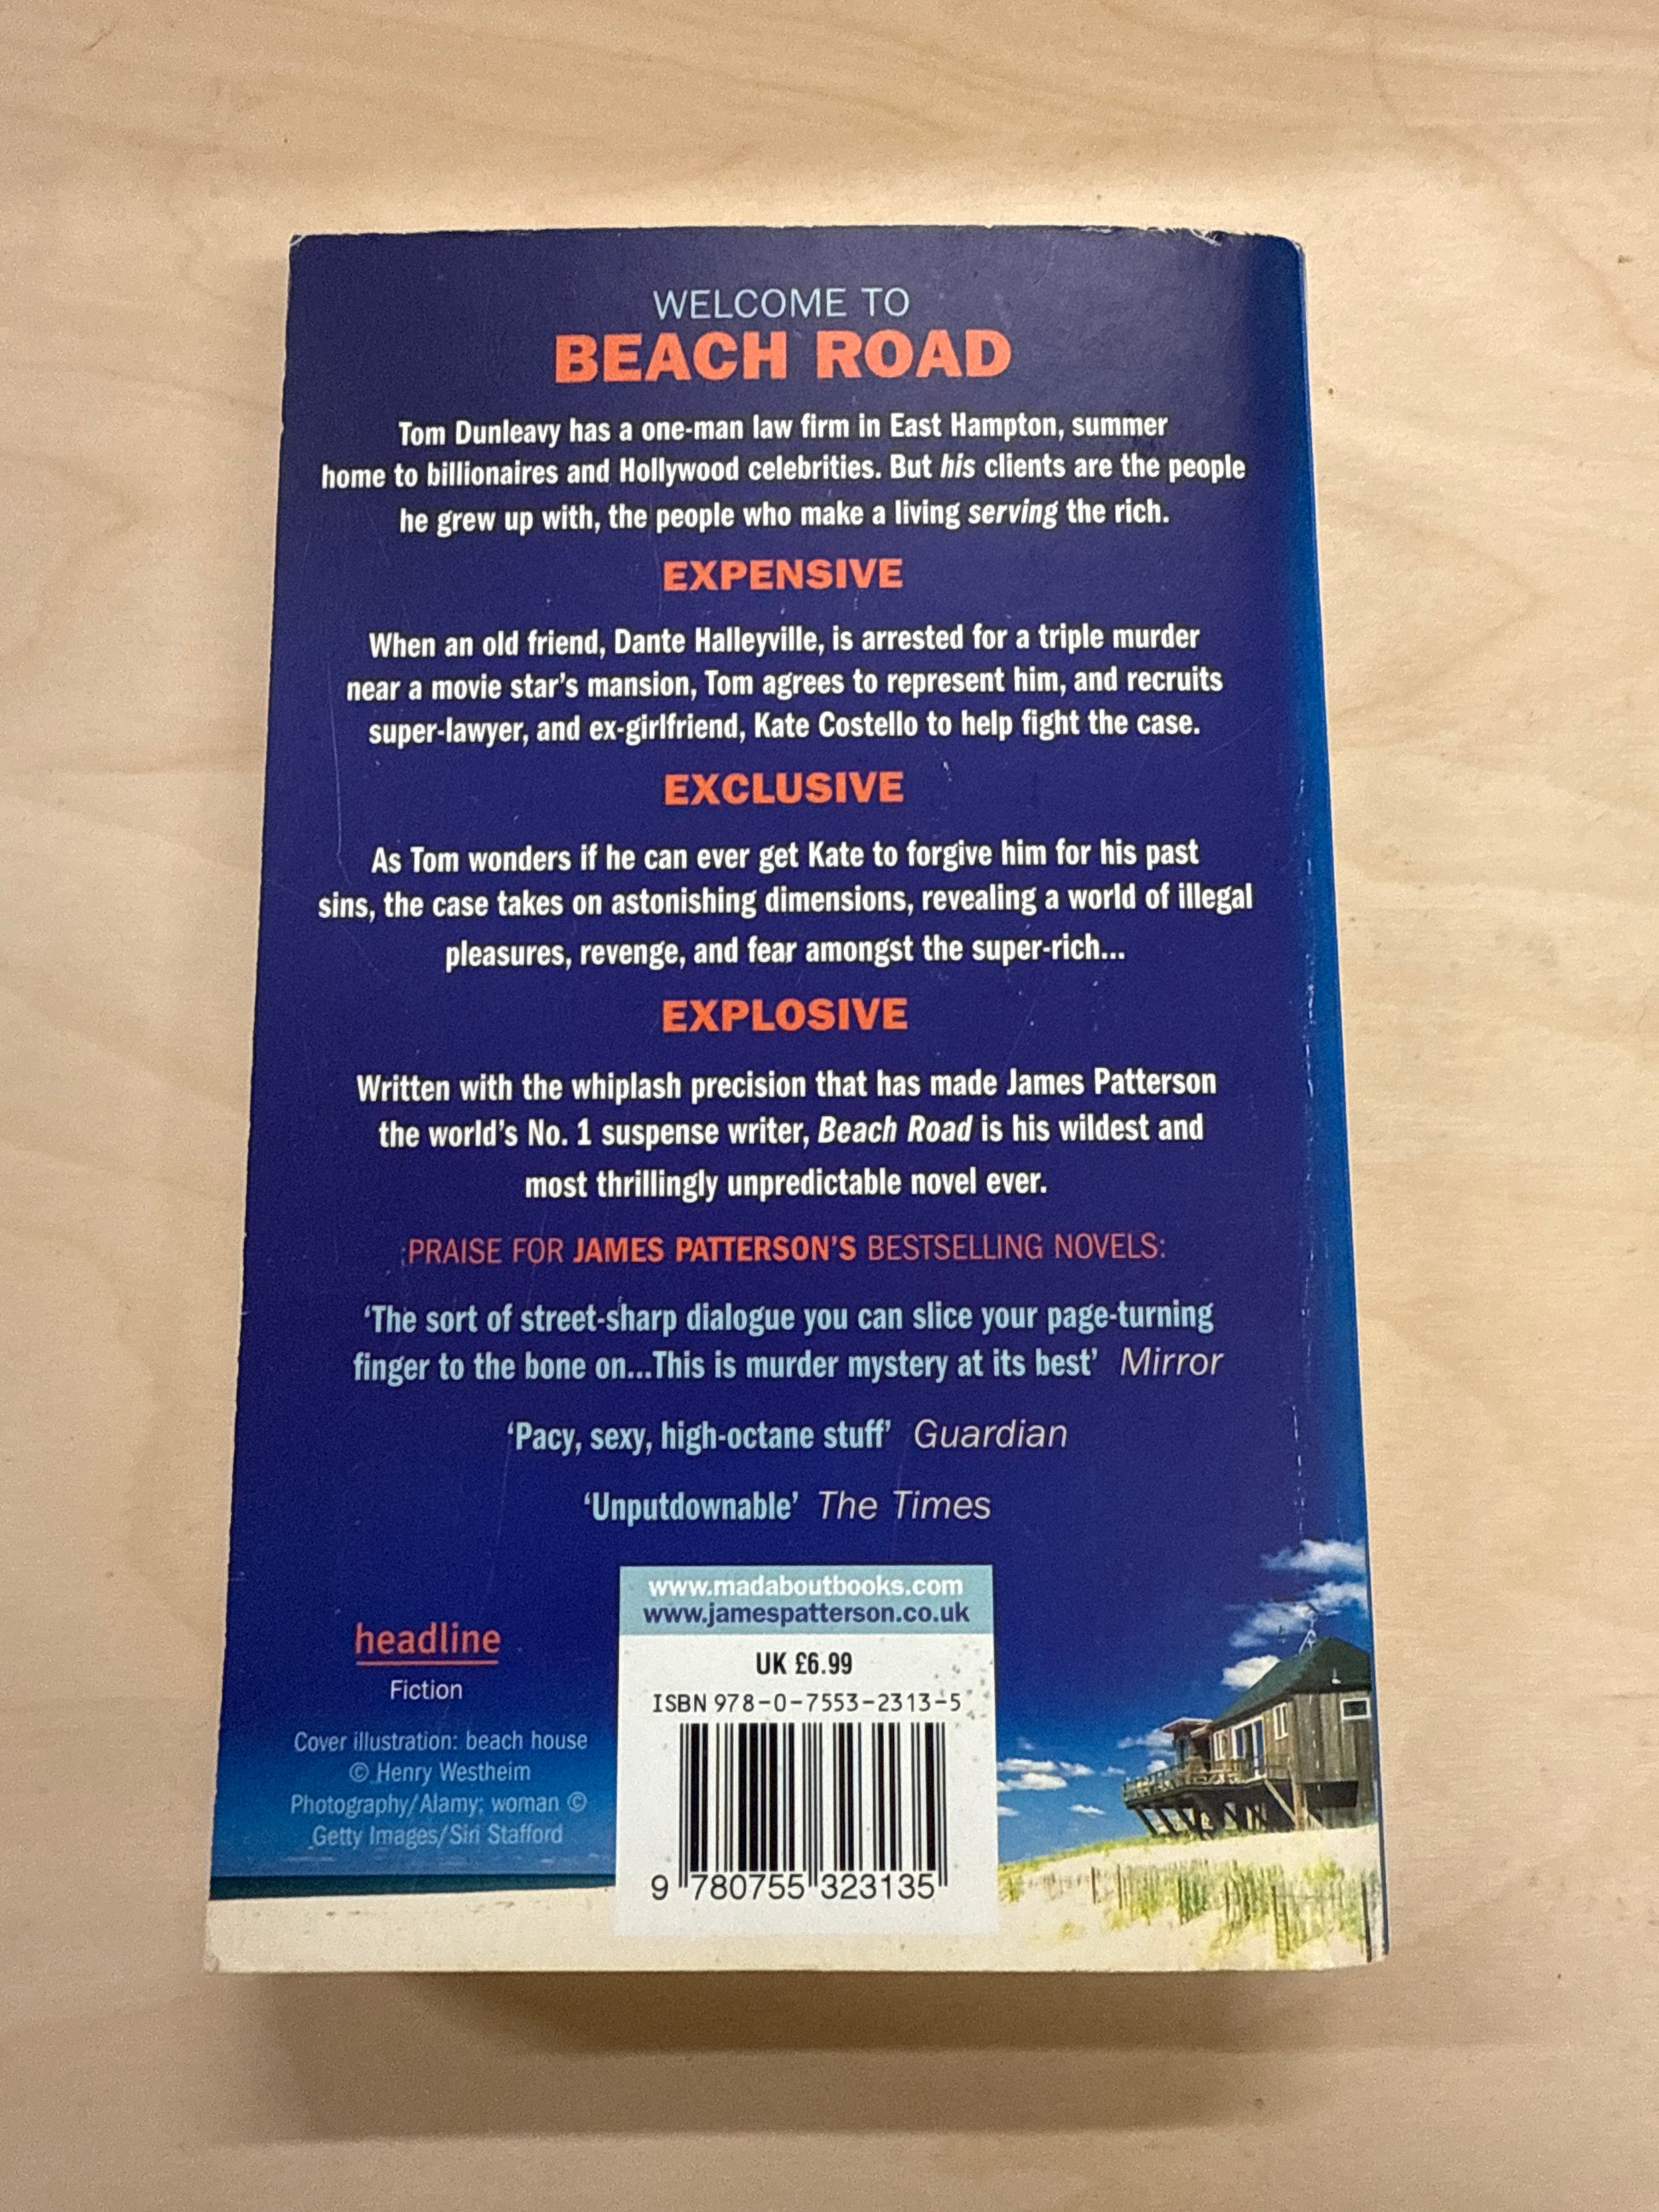 WELCOME TO
BEACH ROAD
Tom Dunleavy has a one-man law firm in East Hampton, summer
home to billionaires and Hollywood celebrities. But his clients are the people
he grew up with, the people who make a living serving the rich.
EXPENSIVE
When an old friend, Dante Halleyville, is arrested for a triple murder
near a movie star's mansion, Tom agrees to represent him, and recruits
super-lawyer, and ex-girlfriend, Kate Costello to help fight the case.
EXCLUSIVE
As Tom wonders if he can ever get Kate to forgive him for his past
sins, the case takes on astonishing dimensions, revealing a world of illegal
pleasures, revenge, and fear amongst the super-rich...
EXPLOSIVE
Written with the whiplash precision that has made James Patterson
the world's No. 1 suspense writer, Beach Road is his wildest and
most thrillingly unpredictable novel ever.
PRAISE FOR JAMES PATTERSON'S BESTSELLING NOVELS:
‘The sort of street-sharp dialogue you can slice your page-turning
finger to the bone on...This is murder mystery at its best’ Mirror
‘Pacy, sexy, high-octane stuff’ Guardian
‘Unputdownable’ The Times
www.madaboutbooks.com
www.jamespatterson.co.uk
headline
Fiction
Cover illustration: beach house
© Henry Westheim
Photography/Alamy; woman ©
Getty Images/Siri Stafford
UK £6.99
ISBN 978-0-7553-2313-5
9 780755 323135